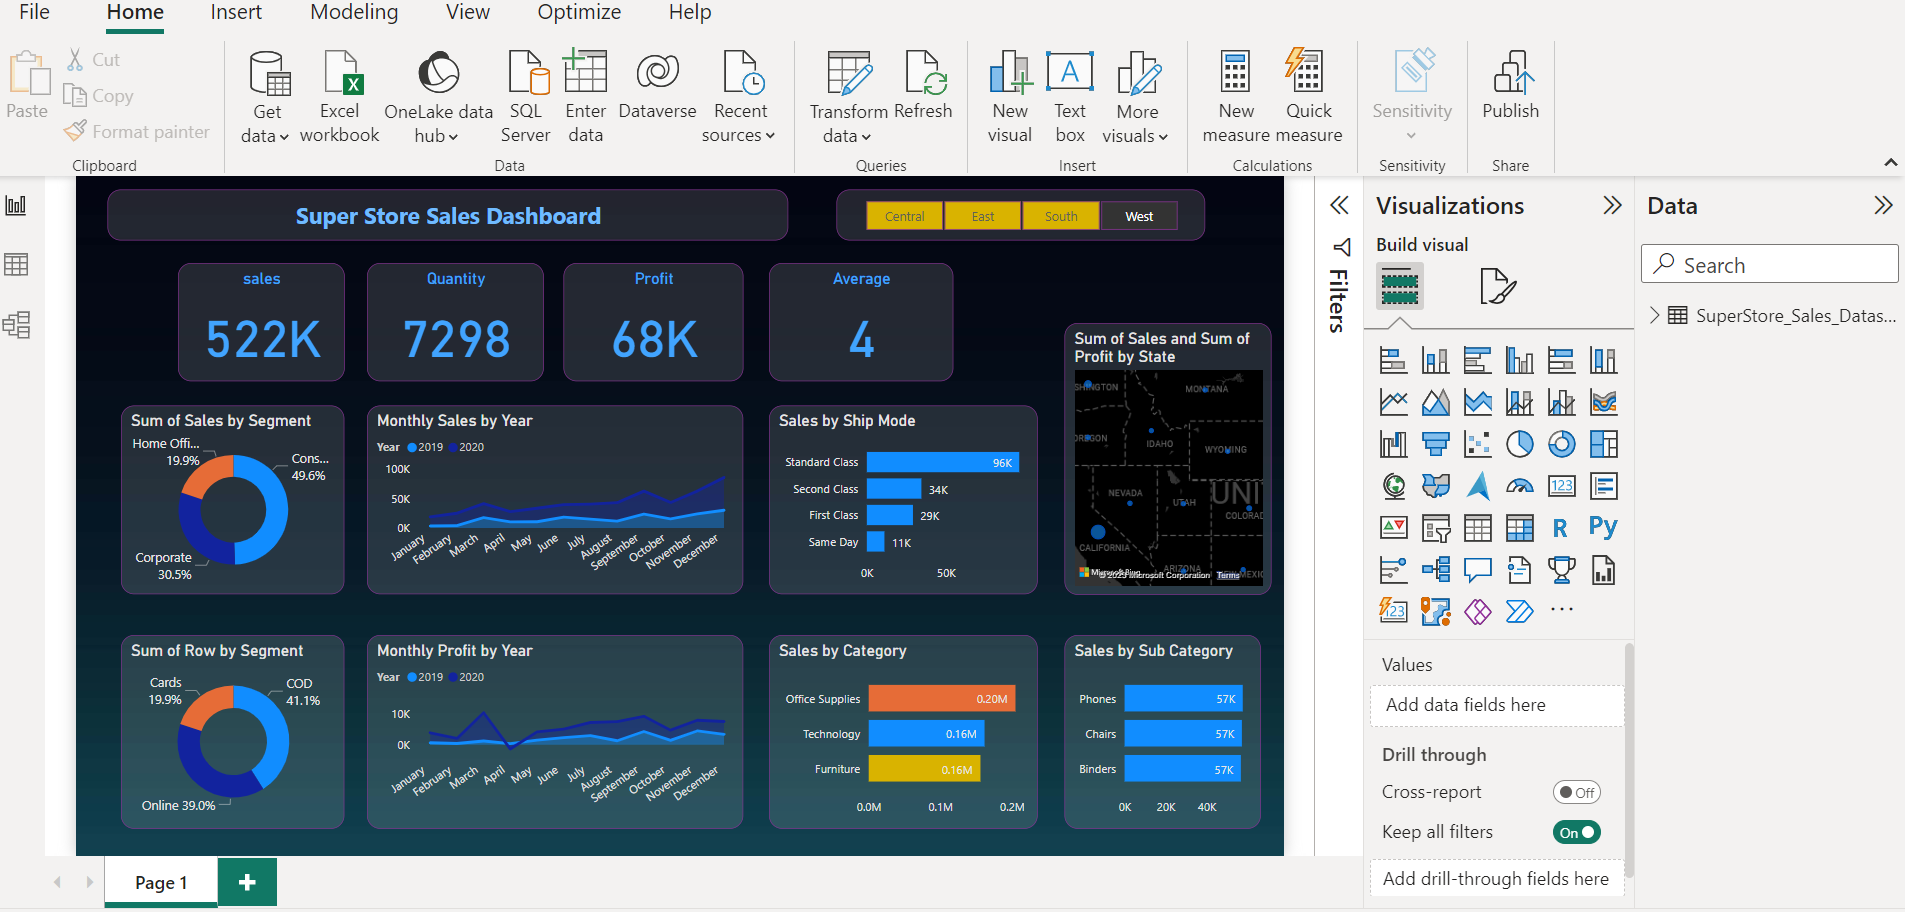 File Home Insert Modeling View Optimize Help
Paste
Cut
Copy
Format painter
Clipboard
Get data
Excel workbook
OneLake data hub
SQL Server
Enter data
Dataverse
Recent sources
Data
Transform data
Refresh
Queries
New visual
Text box
More visuals
Insert
New measure
Quick measure
Calculations
Sensitivity
Sensitivity
Publish
Share
Super Store Sales Dashboard
Central East South West
sales
522K
Quantity
7298
Profit
68K
Average
4
Sum of Sales by Segment
Home Offi...
19.9%
Cons...
49.6%
Corporate
30.5%
Monthly Sales by Year
Year 2019 2020
100K
50K
0K
January February March April May June July August September October November December
Sales by Ship Mode
Standard Class 96K
Second Class 34K
First Class 29K
Same Day 11K
0K 50K
Sum of Sales and Sum of
Profit by State
MONTANA
IDAHO
WYOMING
NEVADA
UTAH
UNI
COLORAD
CALIFORNIA
ARIZONA
Microsoft Bing
© 2023 Microsoft Corporation Terms
Sum of Row by Segment
Cards
19.9%
COD
41.1%
Online 39.0%
Monthly Profit by Year
Year 2019 2020
10K
0K
January February March April May June July August September October November December
Sales by Category
Office Supplies 0.20M
Technology 0.16M
Furniture 0.16M
0.0M 0.1M 0.2M
Sales by Sub Category
Phones 57K
Chairs 57K
Binders 57K
0K 20K 40K
Page 1
Filters
Visualizations
Build visual
123
R
Py
123
Values
Add data fields here
Drill through
Cross-report Off
Keep all filters On
Add drill-through fields here
Data
Search
SuperStore_Sales_Datas...